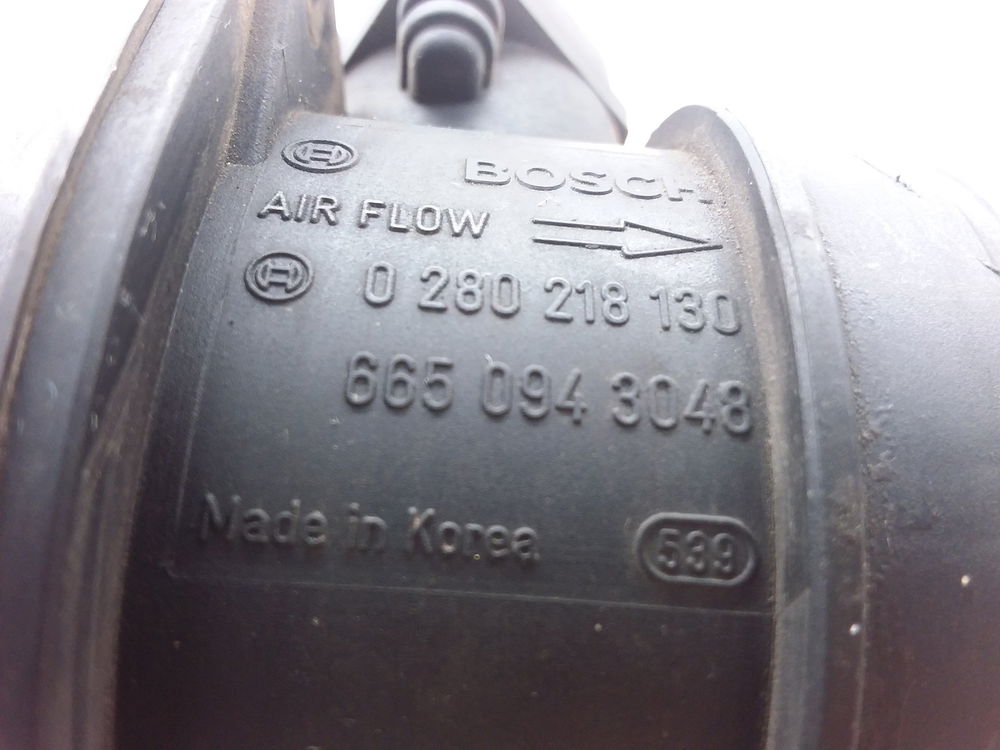 BOSCH
AIR FLOW
0 280 218 130
665 094 3048
Made in Korea
539